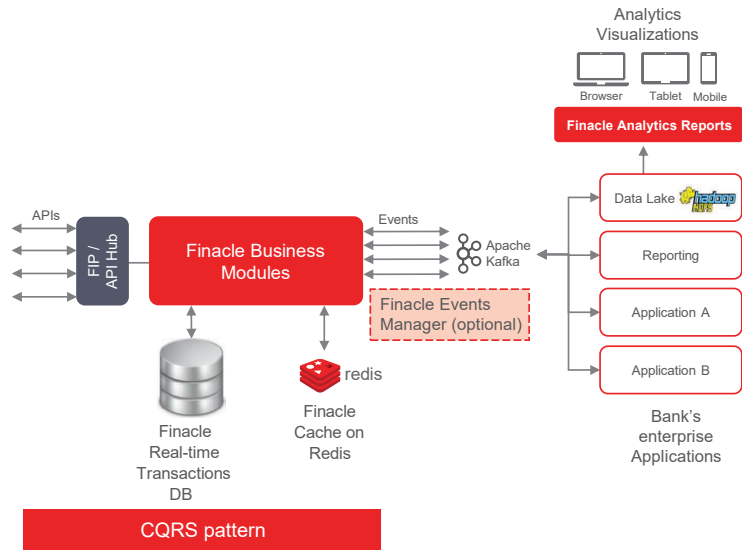 Analytics
Visualizations
Browser
Tablet
Mobile
Finacle Analytics Reports
APIs
FIP /
API Hub
Finacle Business
Modules
Events
Apache
Kafka
Finacle Events
Manager (optional)
Data Lake
hadoop
HDFS
Reporting
Application A
Application B
Bank's
enterprise
Applications
Finacle
Real-time
Transactions
DB
redis
Finacle
Cache on
Redis
CQRS pattern